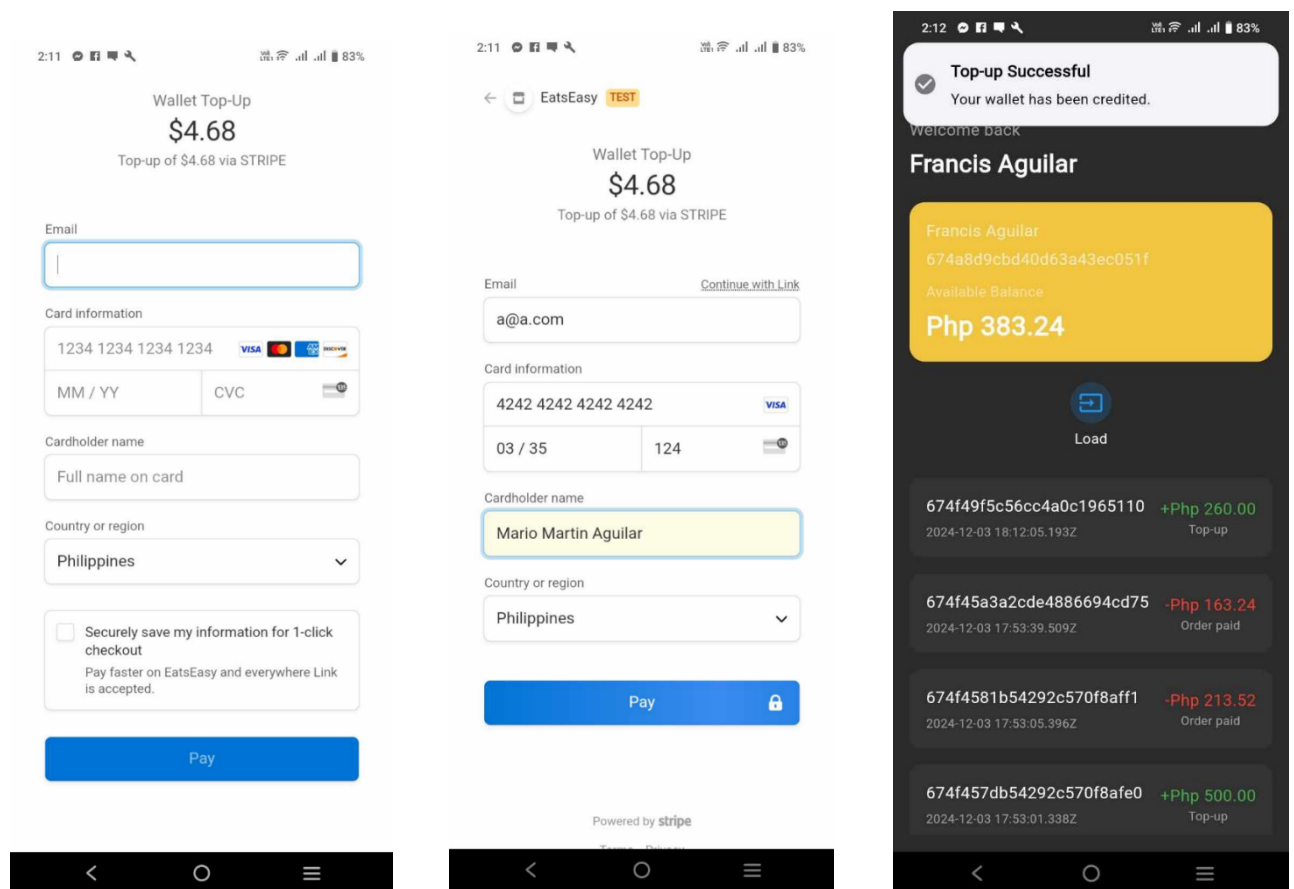 2:11
83%
Wallet Top-Up
$4.68
Top-up of $4.68 via STRIPE
Email
Card information
1234 1234 1234 1234 VISA
MM / YY CVC
Cardholder name
Full name on card
Country or region
Philippines
Securely save my information for 1-click
checkout
Pay faster on EatsEasy and everywhere Link
is accepted.
Pay
2:11
83%
EatsEasy TEST
Wallet Top-Up
$4.68
Top-up of $4.68 via STRIPE
Email Continue with Link
a@a.com
Card information
4242 4242 4242 4242 VISA
03 / 35 124
Cardholder name
Mario Martin Aguilar
Country or region
Philippines
Pay
Powered by stripe
Terms Privacy
2:12
83%
Top-up Successful
Your wallet has been credited.
Welcome back
Francis Aguilar
Francis Aguilar
674a8d9cbd40d63a43ec051f
Available Balance
Php 383.24
Load
674f49f5c56cc4a0c1965110 +Php 260.00
2024-12-03 18:12:05.193Z Top-up
674f45a3a2cde4886694cd75 -Php 163.24
2024-12-03 17:53:39.509Z Order paid
674f4581b54292c570f8aff1 -Php 213.52
2024-12-03 17:53:05.396Z Order paid
674f457db54292c570f8afe0 +Php 500.00
2024-12-03 17:53:01.338Z Top-up